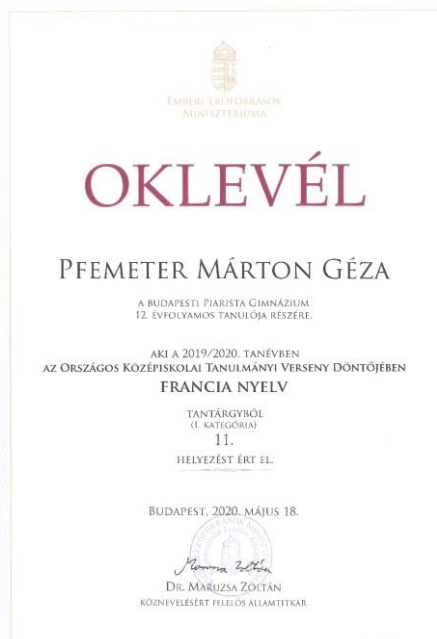 EMBERI ERŐFORRÁSOK
MINISZTÉRIUMA
OKLEVÉL
PFEMETER MÁRTON GÉZA
A BUDAPESTI PIARISTA GIMNÁZIUM
12. ÉVFOLYAMOS TANULÓJA RÉSZÉRE,
AKI A 2019/2020. TANÉVBEN
AZ ORSZÁGOS KÖZÉPISKOLAI TANULMÁNYI VERSENY DÖNTŐJÉBEN
FRANCIA NYELV
TANTÁRGYBÓL
(I. KATEGÓRIA)
11.
HELYEZÉST ÉRT EL.
BUDAPEST, 2020. MÁJUS 18.
Maruzsa Zoltán
DR. MARUZSA ZOLTÁN
KÖZNEVELÉSÉRT FELELŐS ÁLLAMTITKÁR